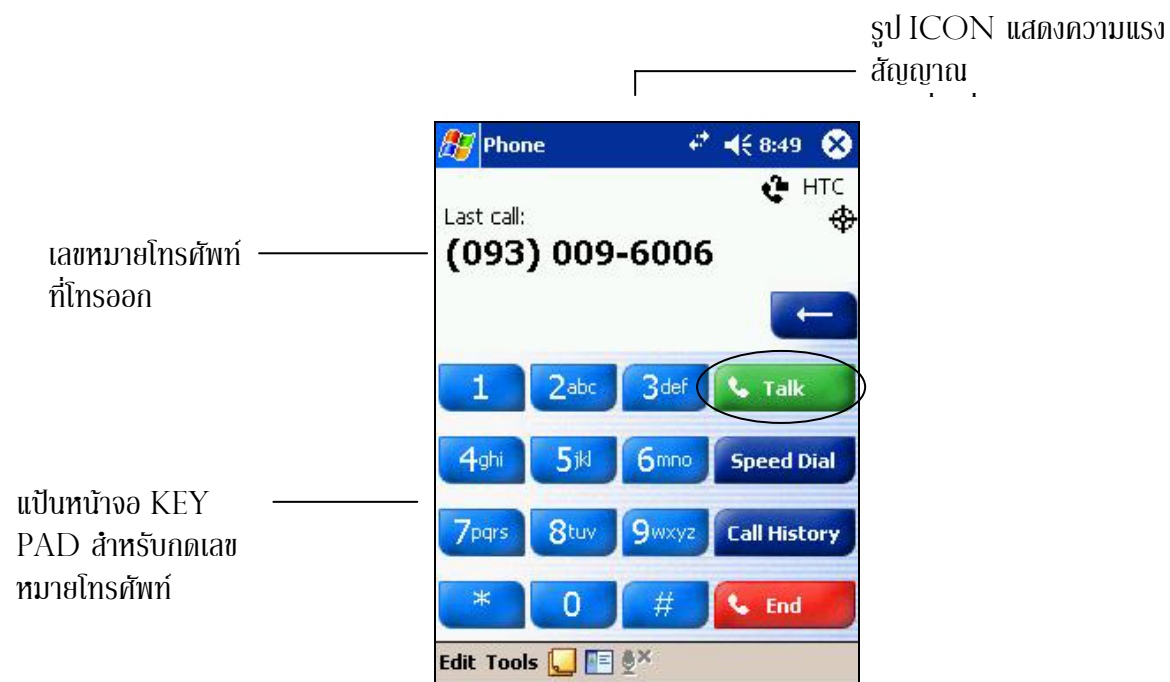 รูป ICON แสดงความแรง
สัญญาณ
Phone 8:49
HTC
Last call:
(093) 009-6006
เลขหมายโทรศัพท์
ที่โทรออก
1 2abc 3def Talk
4ghi 5jkl 6mno Speed Dial
แป้นหน้าจอ KEY
PAD สำหรับกดเลข
หมายโทรศัพท์
7pqrs 8tuv 9wxyz Call History
* 0 # End
Edit Tools